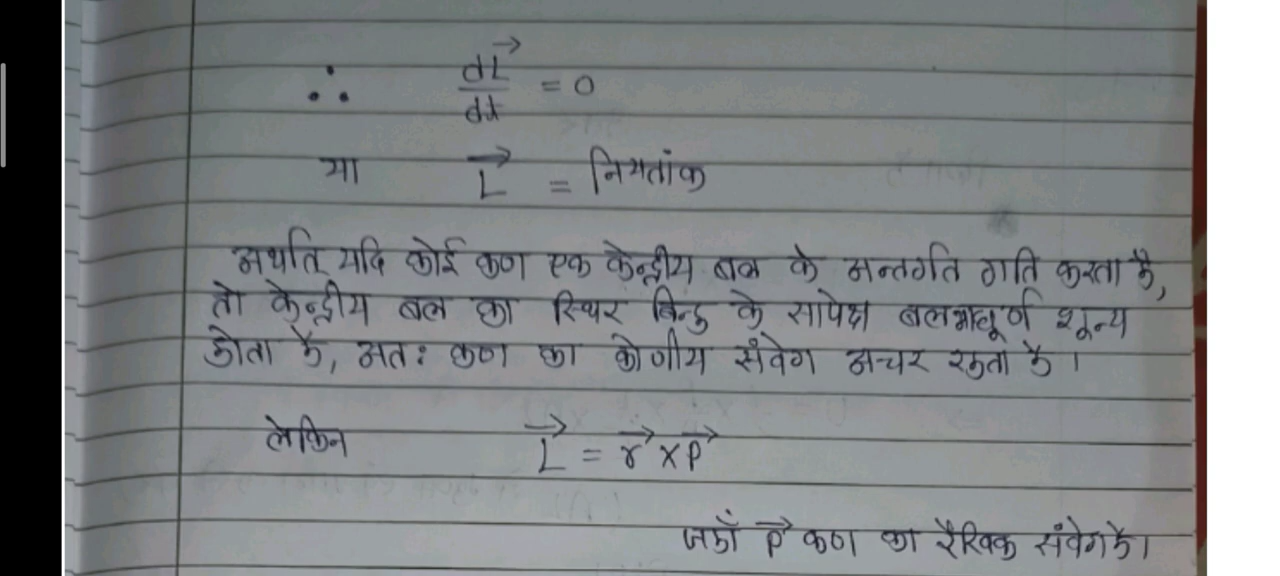 ∴ dL⃗/dt = 0
या L⃗ = नियतांक
अर्थात् यदि कोई कण एक केन्द्रीय बल के अन्तर्गत गति करता है,
तो केन्द्रीय बल का स्थिर बिन्दु के सापेक्ष बलआघूर्ण शून्य
होता है, अतः कण का कोणीय संवेग अचर रहता है।
लेकिन L⃗ = r⃗ × p⃗
जहाँ p⃗ कण का रैखिक संवेग है।